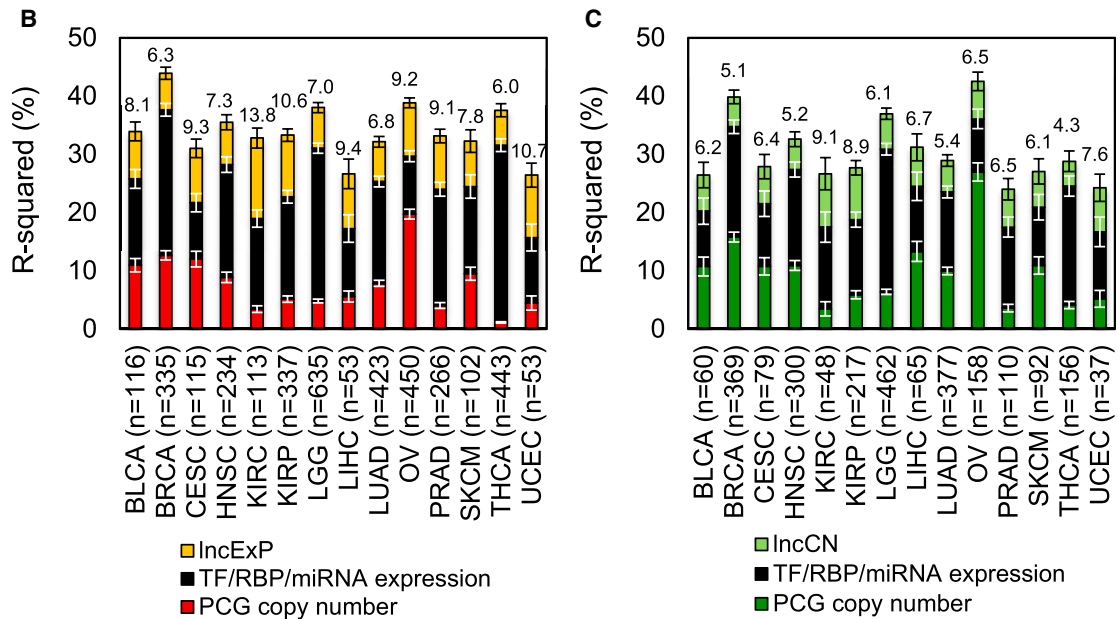 B
R-squared (%)
50
40
30
20
10
0
8.1
6.3
9.3
7.3
13.8
10.6
7.0
9.4
6.8
9.2
9.1
7.8
6.0
10.7
BLCA (n=116)
BRCA (n=335)
CESC (n=115)
HNSC (n=234)
KIRC (n=113)
KIRP (n=337)
LGG (n=635)
LIHC (n=53)
LUAD (n=423)
OV (n=450)
PRAD (n=266)
SKCM (n=102)
THCA (n=443)
UCEC (n=53)
lncExP
TF/RBP/miRNA expression
PCG copy number
C
R-squared (%)
50
40
30
20
10
0
6.2
5.1
6.4
5.2
9.1
8.9
6.1
6.7
5.4
6.5
6.5
6.1
4.3
7.6
BLCA (n=60)
BRCA (n=369)
CESC (n=79)
HNSC (n=300)
KIRC (n=48)
KIRP (n=217)
LGG (n=462)
LIHC (n=65)
LUAD (n=377)
OV (n=158)
PRAD (n=110)
SKCM (n=92)
THCA (n=156)
UCEC (n=37)
lncCN
TF/RBP/miRNA expression
PCG copy number